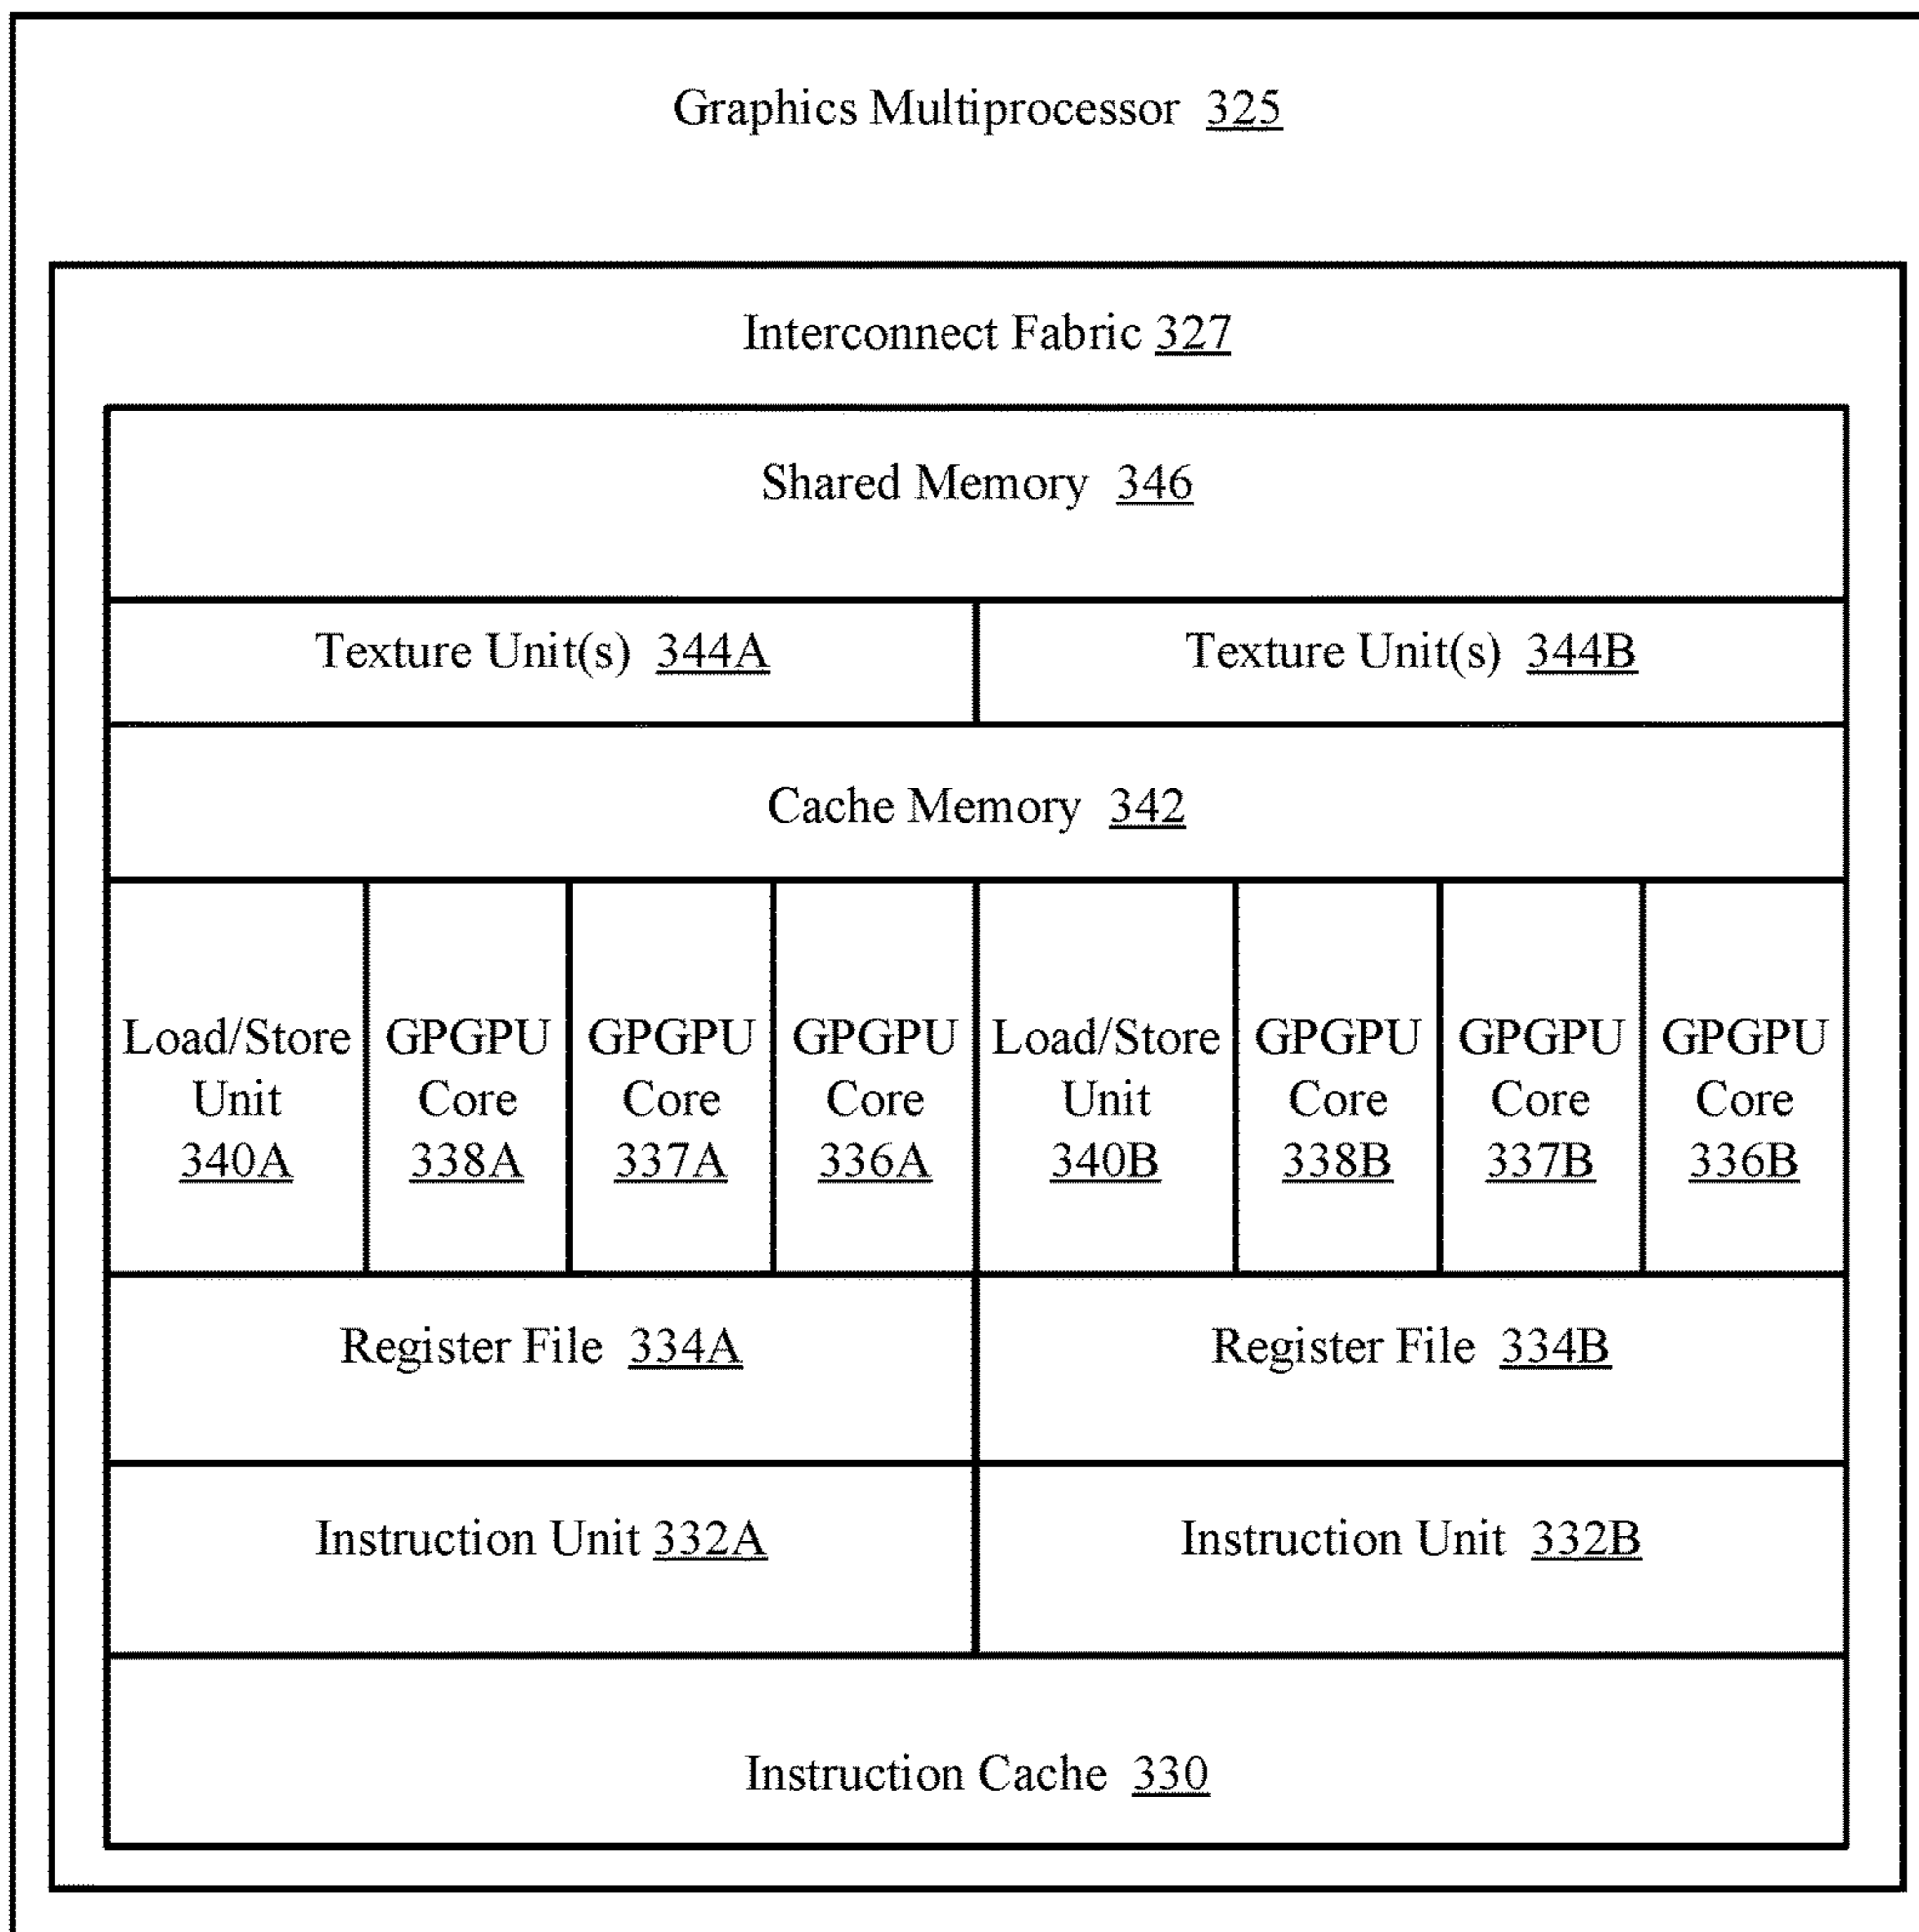 Graphics Multiprocessor 325
Interconnect Fabric 327
Shared Memory 346
Texture Unit(s) 344A
Texture Unit(s) 344B
Cache Memory 342
Load/Store
Unit
340A
GPGPU
Core
338A
GPGPU
Core
337A
GPGPU
Core
336A
Load/Store
Unit
340B
GPGPU
Core
338B
GPGPU
Core
337B
GPGPU
Core
336B
Register File 334A
Register File 334B
Instruction Unit 332A
Instruction Unit 332B
Instruction Cache 330